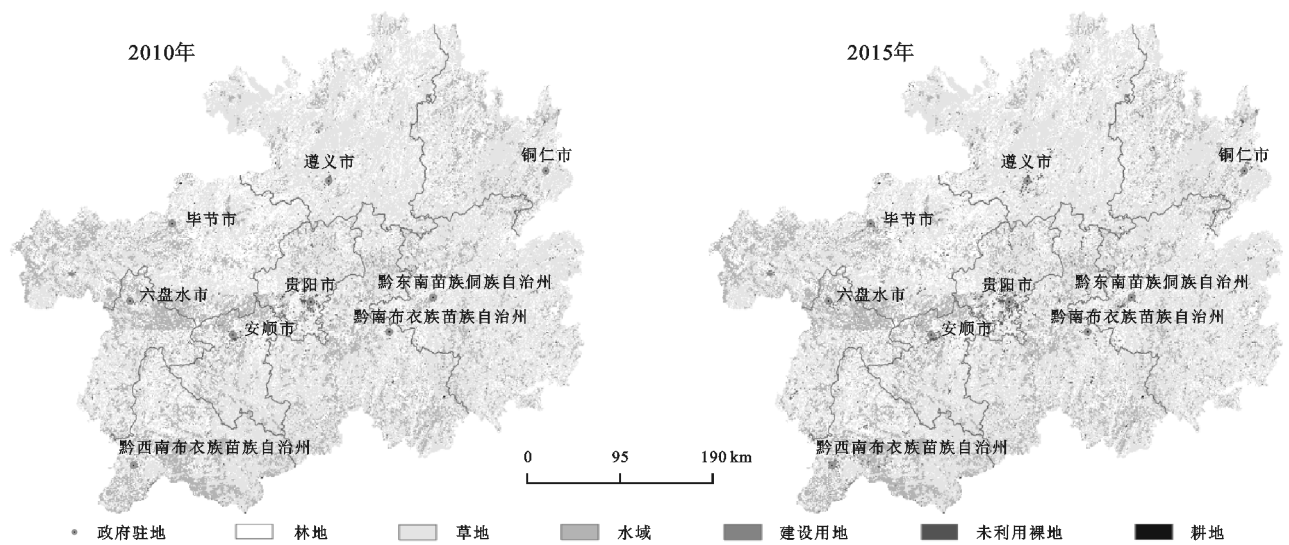 2010年
遵义市
铜仁市
毕节市
六盘水市
贵阳市
黔东南苗族侗族自治州
黔南布衣族苗族自治州
安顺市
黔西南布衣族苗族自治州
2015年
遵义市
铜仁市
毕节市
六盘水市
贵阳市
黔东南苗族侗族自治州
黔南布衣族苗族自治州
安顺市
黔西南布衣族苗族自治州
0 95 190 km
政府驻地 林地 草地 水域 建设用地 未利用裸地 耕地